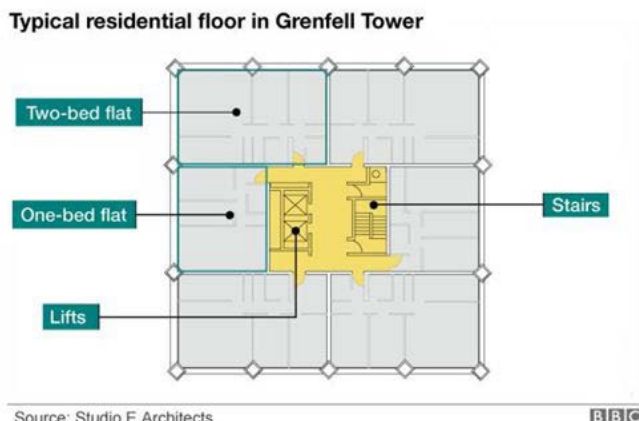 Typical residential floor in Grenfell Tower
Two-bed flat
One-bed flat
Stairs
Lifts
Source: Studio E Architects
BBC